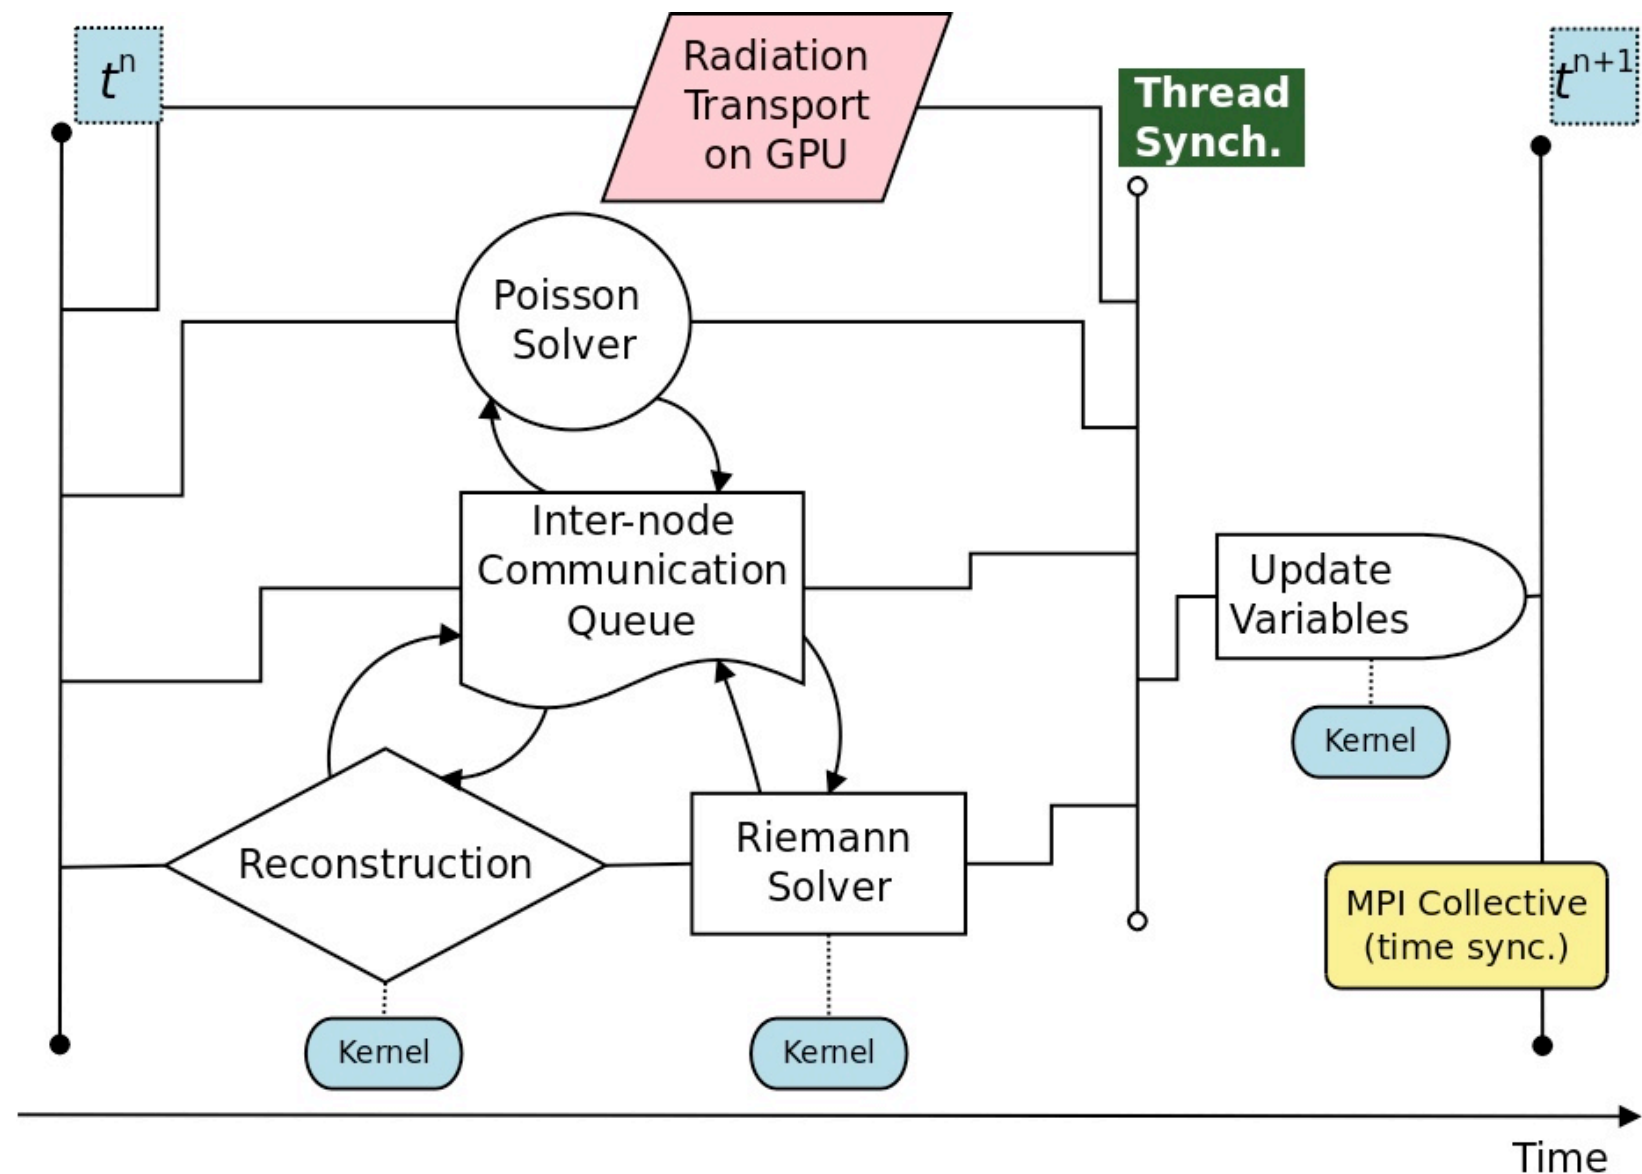 tⁿ
Radiation
Transport
on GPU
Thread
Synch.
tⁿ⁺¹
Poisson
Solver
Inter-node
Communication
Queue
Update
Variables
Kernel
Reconstruction
Riemann
Solver
MPI Collective
(time sync.)
Kernel
Kernel
Time